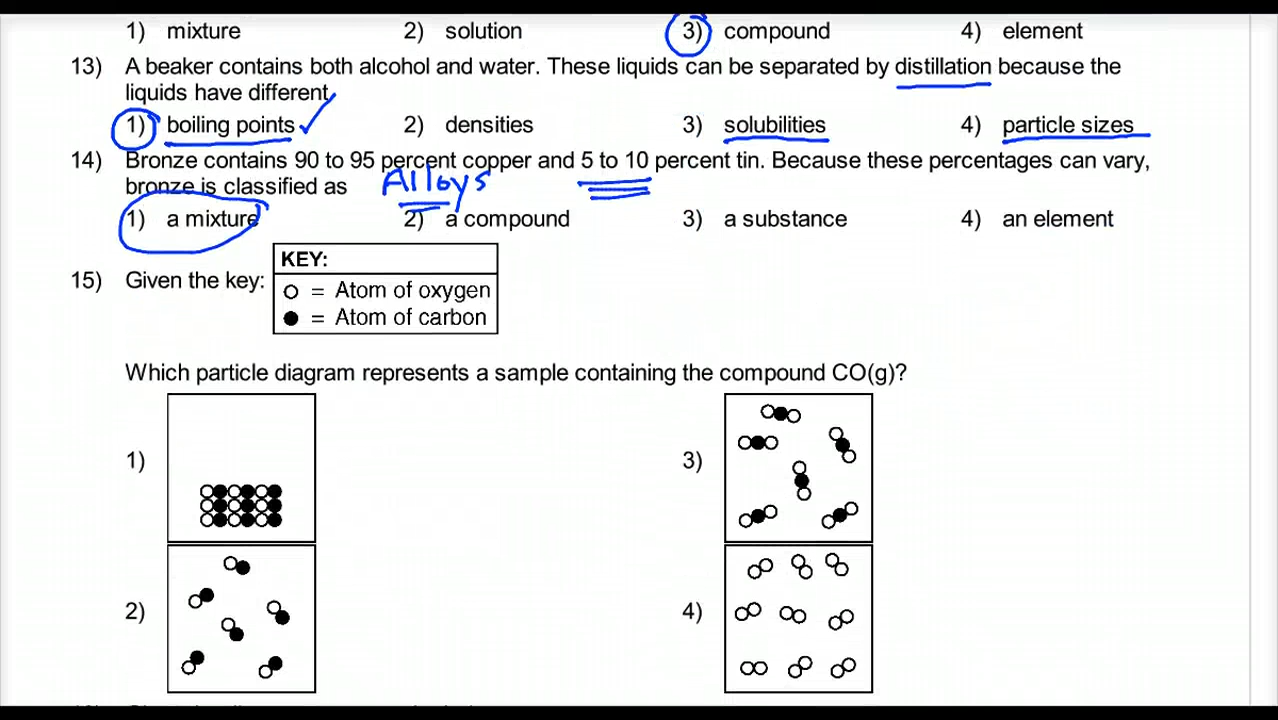 1) mixture 2) solution 3) compound 4) element
13) A beaker contains both alcohol and water. These liquids can be separated by distillation because the
liquids have different
1) boiling points 2) densities 3) solubilities 4) particle sizes
14) Bronze contains 90 to 95 percent copper and 5 to 10 percent tin. Because these percentages can vary,
bronze is classified as Alloys
1) a mixture 2) a compound 3) a substance 4) an element
KEY:
15) Given the key:
= Atom of oxygen
= Atom of carbon
Which particle diagram represents a sample containing the compound CO(g)?
1) 3)
2) 4)